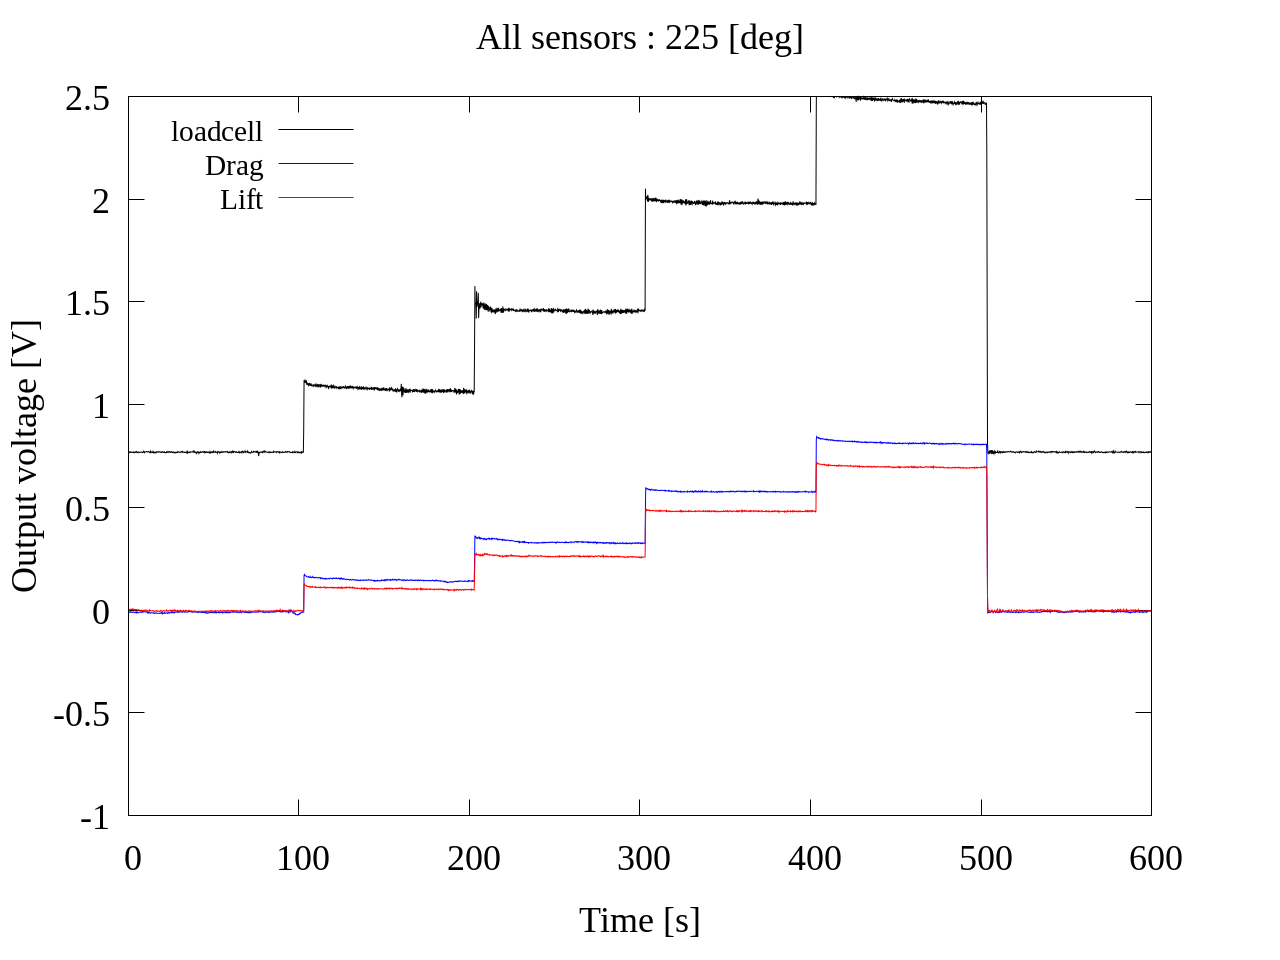 All sensors : 225 [deg]
2.5
2
1.5
1
0.5
0
-0.5
-1
loadcell
Drag
Lift
Output voltage [V]
0 100 200 300 400 500 600
Time [s]